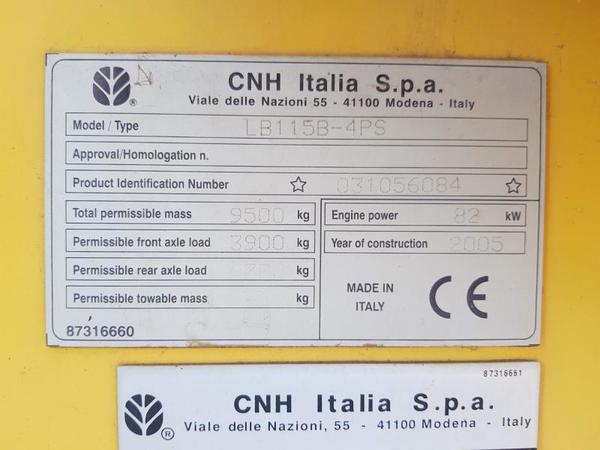 CNH Italia S.p.a.
®
Viale delle Nazioni 55 - 41100 Modena - Italy
Model / Type LB115B-4PS
Approval/Homologation n.
Product Identification Number ☆ 031056084 ☆
Total permissible mass 9500 kg
Engine power 82 kW
Permissible front axle load 3900 kg
Year of construction 2005
Permissible rear axle load kg
Permissible towable mass kg
MADE IN
ITALY
CE
87316660
87316661
CNH Italia S.p.a.
®
Viale delle Nazioni, 55 - 41100 Modena - Italy